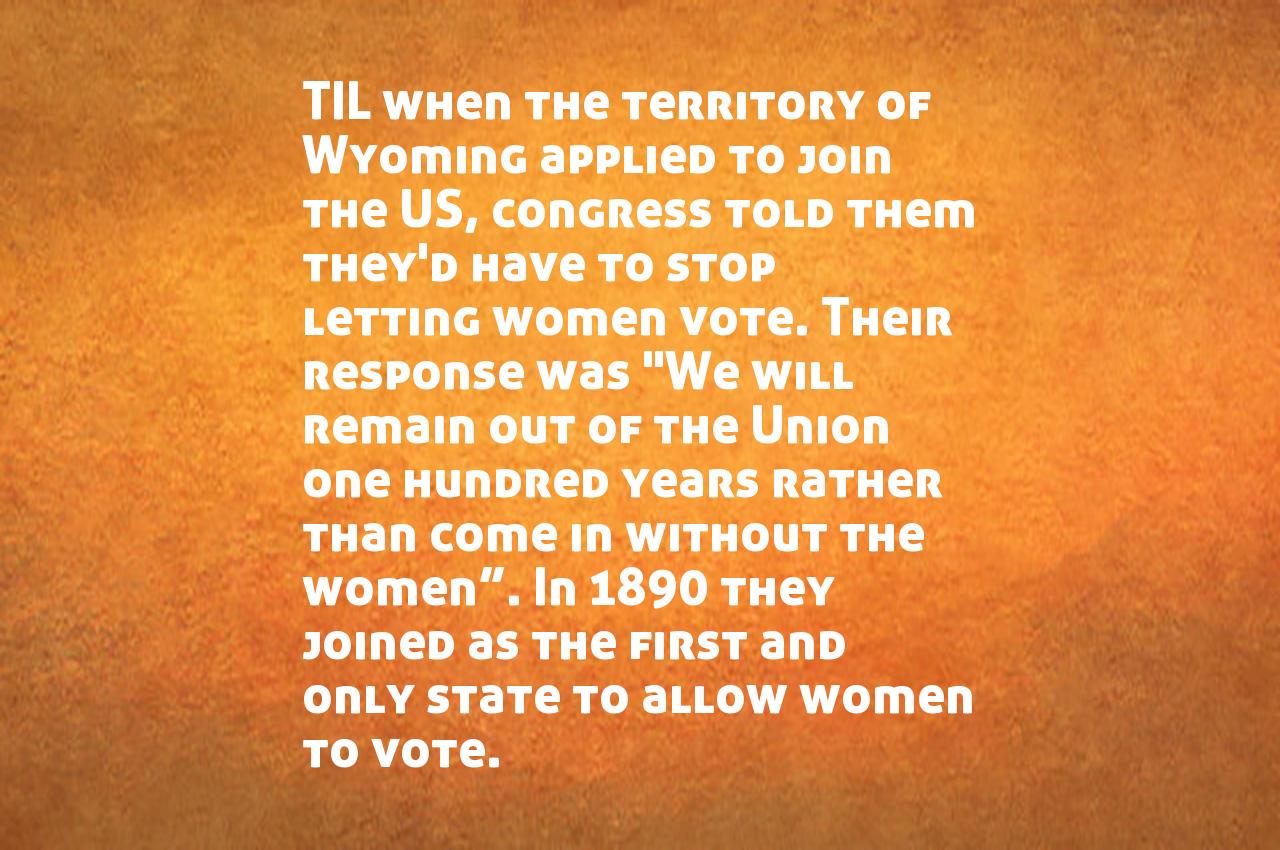 TIL when the territory of
Wyoming applied to join
the US, congress told them
they'd have to stop
letting women vote. Their
response was "We will
remain out of the Union
one hundred years rather
than come in without the
women”. In 1890 they
joined as the first and
only state to allow women
to vote.